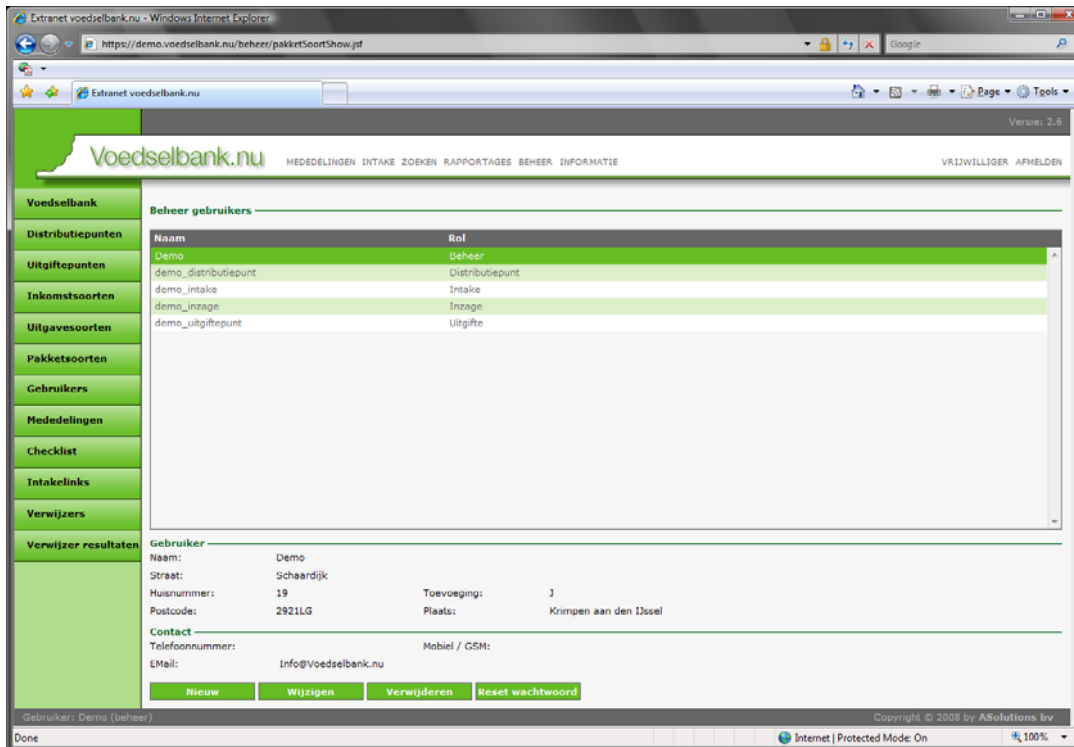 Extranet voedselbank.nu - Windows Internet Explorer
https://demo.voedselbank.nu/beheer/pakketSoortShow.jsf
Google
Extranet voedselbank.nu
Page Tools
Versie: 2.6
Voedselbank.nu
MEDEDELINGEN INTAKE ZOEKEN RAPPORTAGES BEHEER INFORMATIE
VRIJWILLIGER AFMELDEN
Voedselbank
Distributiepunten
Uitgiftepunten
Inkomstsoorten
Uitgavesoorten
Pakketsoorten
Gebruikers
Mededelingen
Checklist
Intakelinks
Verwijzers
Verwijzer resultaten
Beheer gebruikers
Naam Rol
Demo Beheer
demo_distributiepunt Distributiepunt
demo_intake Intake
demo_inzage Inzage
demo_uitgiftepunt Uitgifte
Gebruiker
Naam: Demo
Straat: Schaardijk
Huisnummer: 19 Toevoeging: J
Postcode: 2921LG Plaats: Krimpen aan den IJssel
Contact
Telefoonnummer: Mobiel / GSM:
EMail: Info@Voedselbank.nu
Nieuw Wijzigen Verwijderen Reset wachtwoord
Gebruiker: Demo (beheer)
Copyright © 2008 by ASolutions bv
Done
Internet | Protected Mode: On
100%